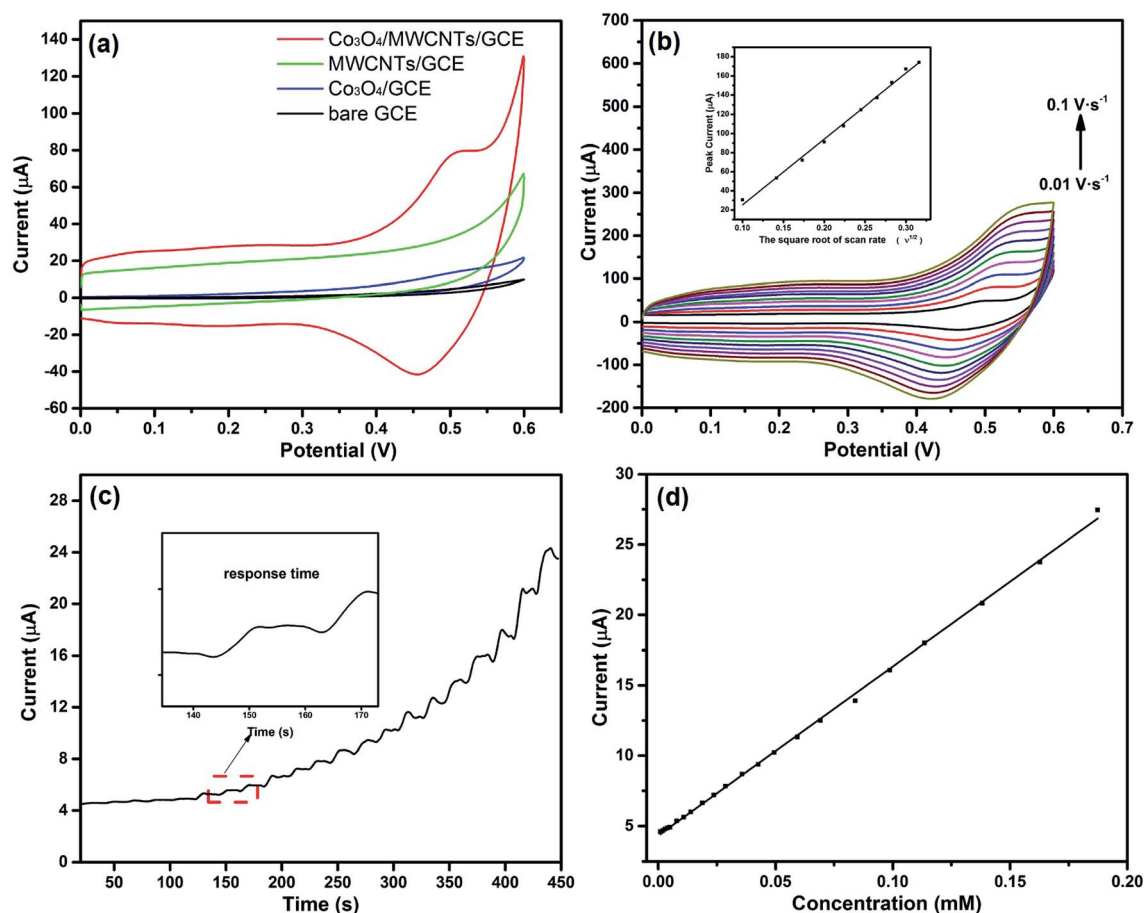 (a)
Co₃O₄/MWCNTs/GCE
MWCNTs/GCE
Co₃O₄/GCE
bare GCE
140
120
100
80
60
40
20
0
-20
-40
-60
Current (μA)
0.0 0.1 0.2 0.3 0.4 0.5 0.6
Potential (V)
(b)
700
600
500
400
300
200
100
0
-100
-200
Current (μA)
180
160
140
120
100
80
60
40
20
Peak Current (μA)
0.10 0.15 0.20 0.25 0.30
The square root of scan rate ( ν¹ᐟ²)
0.1 V·s⁻¹
0.01 V·s⁻¹
0.0 0.1 0.2 0.3 0.4 0.5 0.6 0.7
Potential (V)
(c)
28
24
20
16
12
8
4
0
Current (μA)
response time
140 150 160 170
Time (s)
50 100 150 200 250 300 350 400 450
Time (s)
(d)
30
25
20
15
10
5
Current (μA)
0.00 0.05 0.10 0.15 0.20
Concentration (mM)